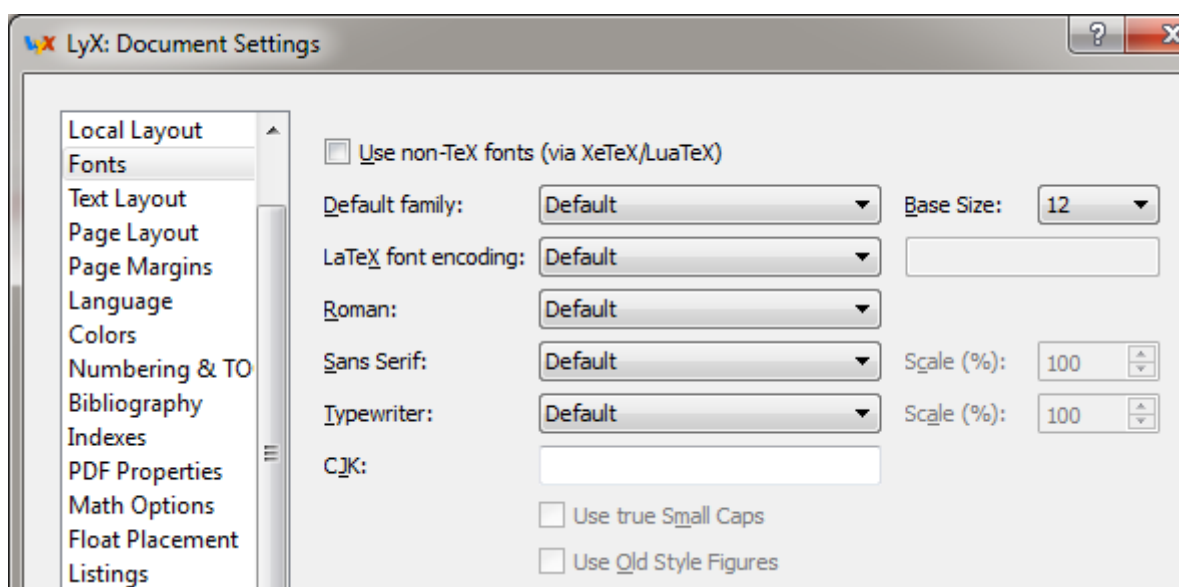 LyX: Document Settings
Local Layout
Fonts
Text Layout
Page Layout
Page Margins
Language
Colors
Numbering & TO
Bibliography
Indexes
PDF Properties
Math Options
Float Placement
Listings
Use non-TeX fonts (via XeTeX/LuaTeX)
Default family: Default Base Size: 12
LaTeX font encoding: Default
Roman: Default
Sans Serif: Default Scale (%): 100
Typewriter: Default Scale (%): 100
CJK:
Use true Small Caps
Use Old Style Figures